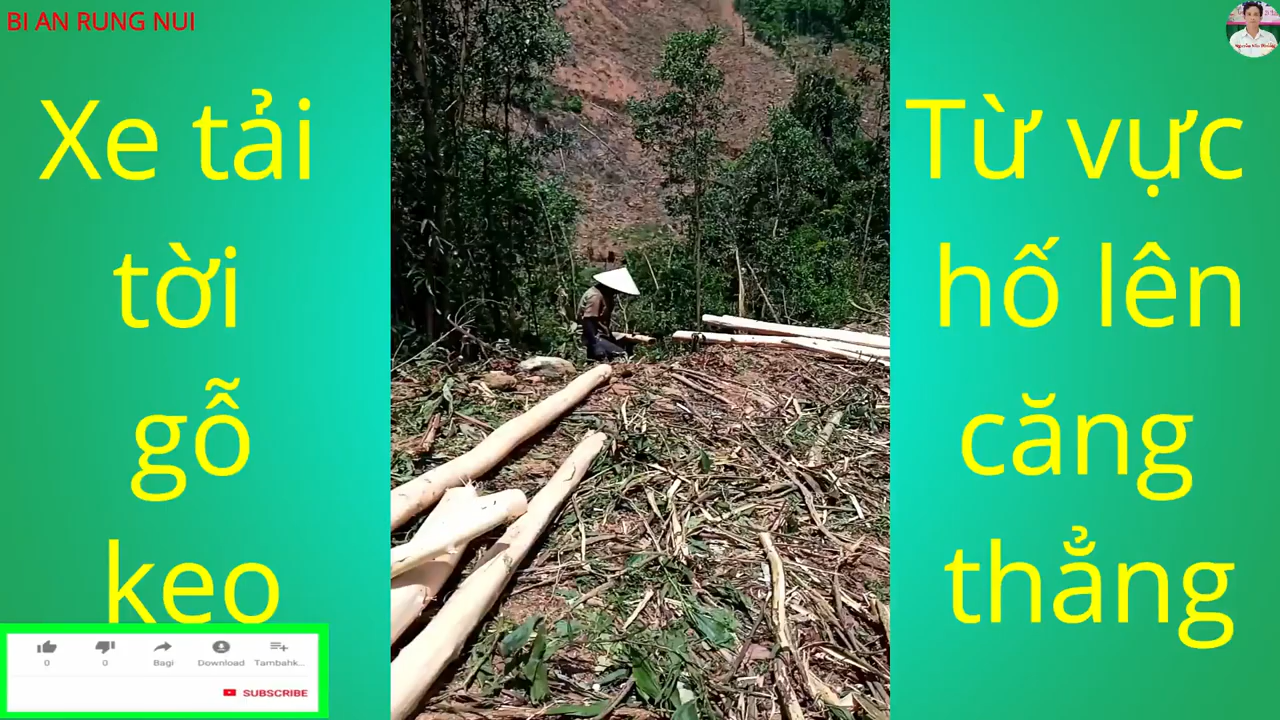 BI AN RUNG NUI
Xe tải
tời
gỗ
keo
Từ vực
hố lên
căng
thẳng
0
0
Bagi
Download
Tambahk...
SUBSCRIBE